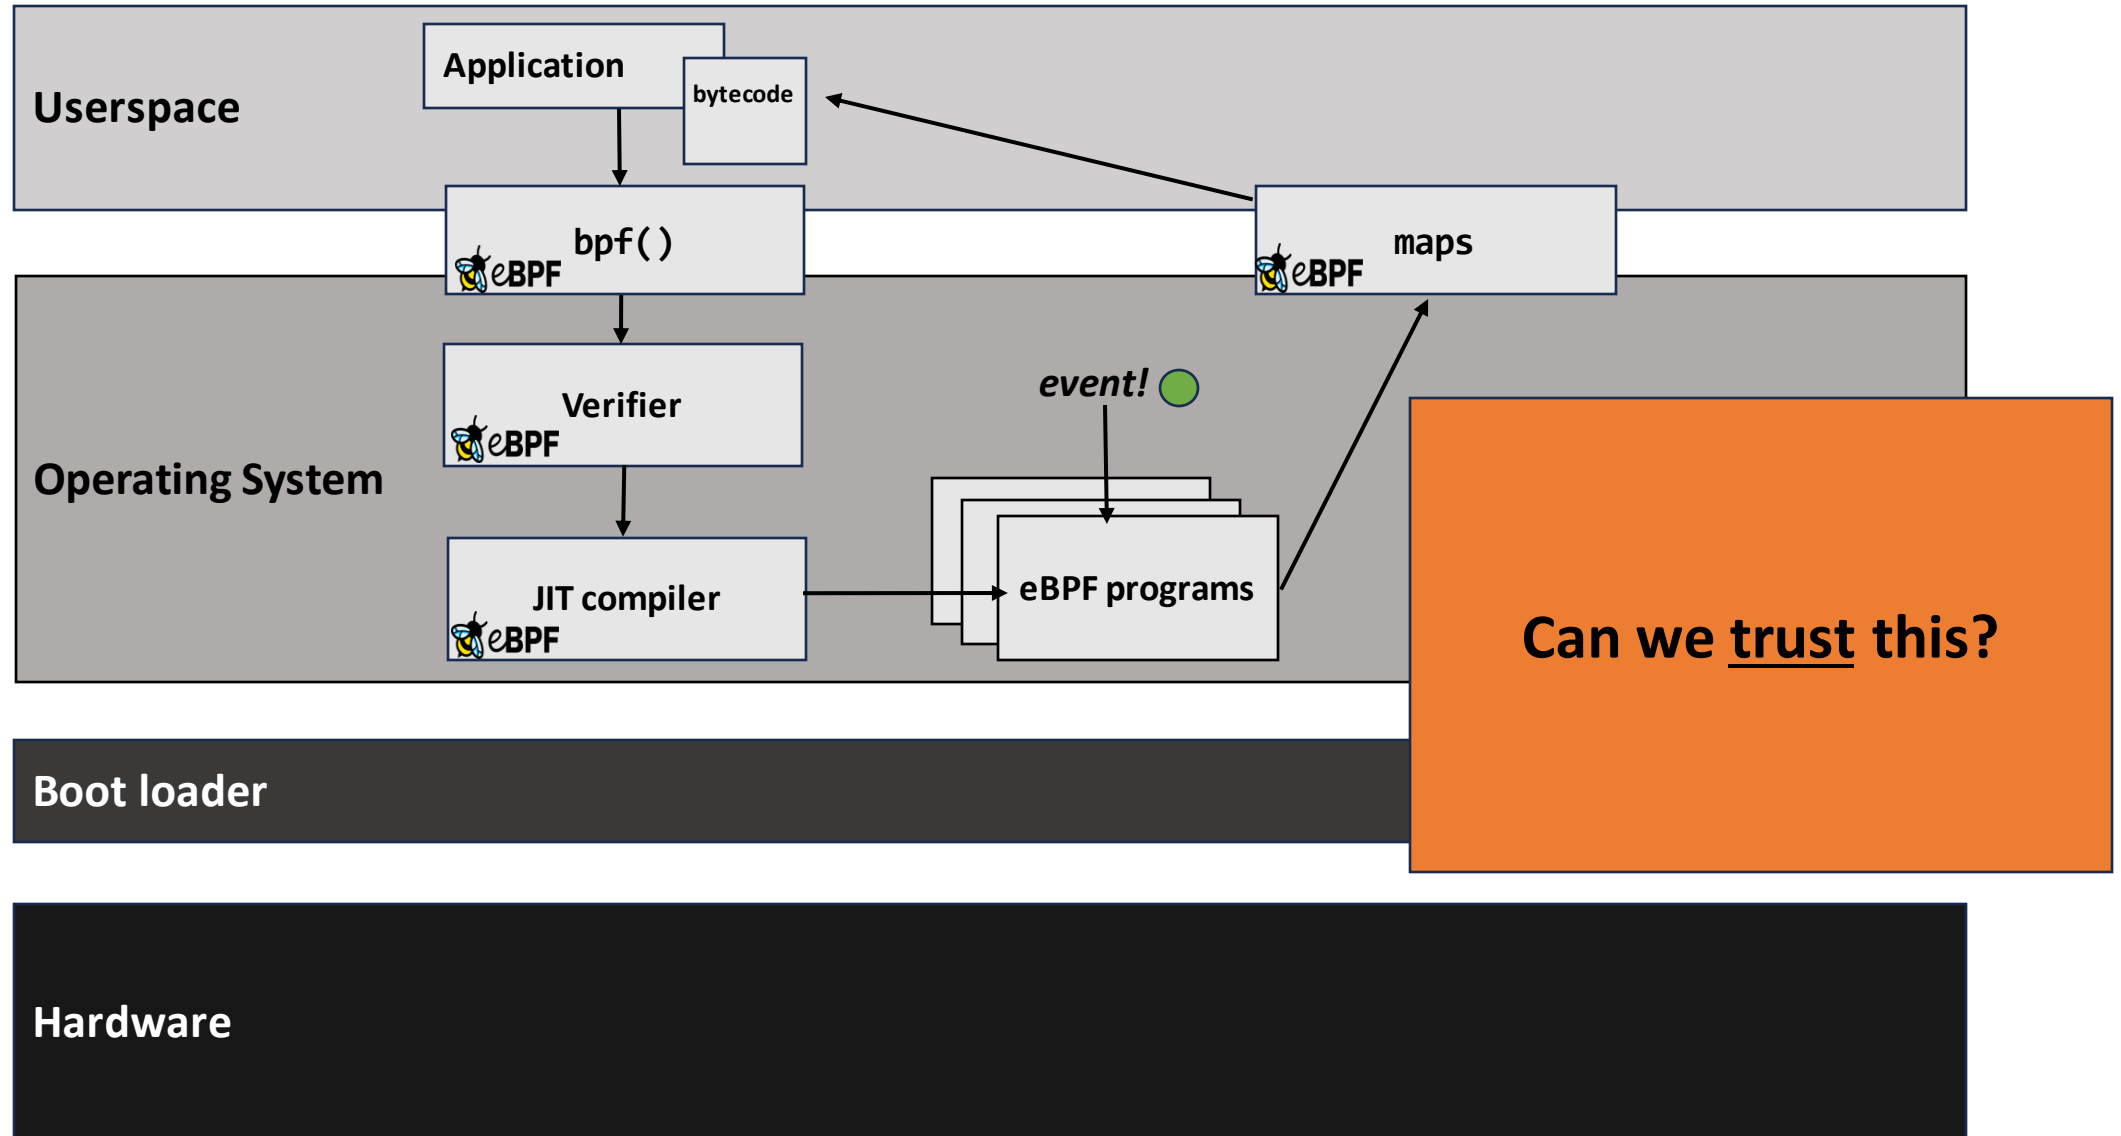 Userspace
Application
bytecode
bpf()
eBPF
maps
eBPF
Operating System
Verifier
eBPF
event!
JIT compiler
eBPF
eBPF programs
Can we trust this?
Boot loader
Hardware